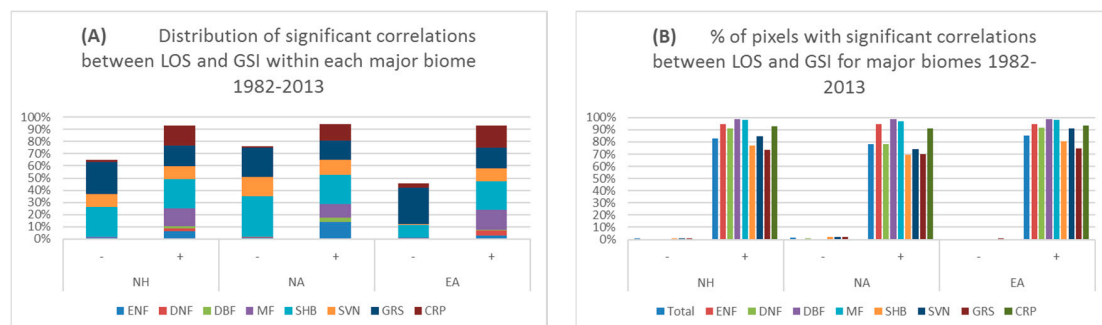 (A) Distribution of significant correlations
between LOS and GSI within each major biome
1982-2013
100%
90%
80%
70%
60%
50%
40%
30%
20%
10%
0%
- + - + - +
NH NA EA
ENF DNF DBF MF SHB SVN GRS CRP
(B) % of pixels with significant correlations
between LOS and GSI for major biomes 1982-
2013
100%
90%
80%
70%
60%
50%
40%
30%
20%
10%
0%
- + - + - +
NH NA EA
Total ENF DNF DBF MF SHB SVN GRS CRP